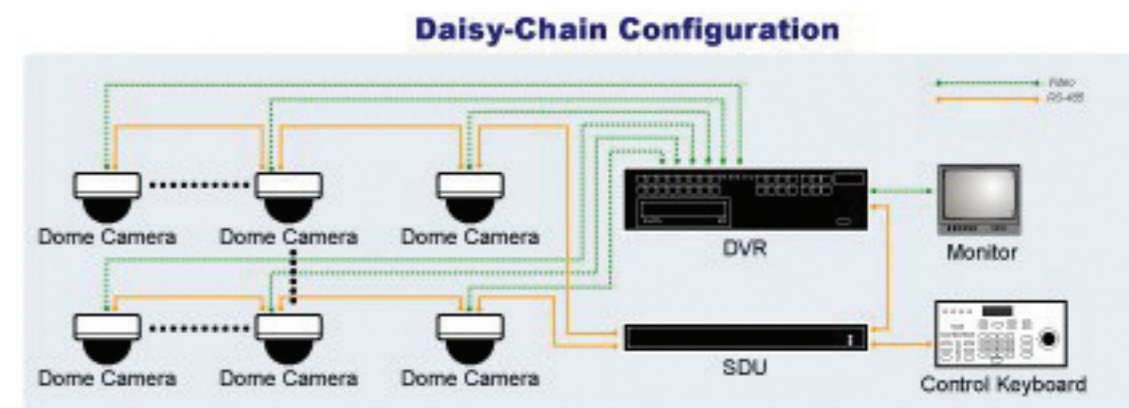 Daisy-Chain Configuration
Video
RS-485
Dome Camera
Dome Camera
Dome Camera
DVR
Monitor
Dome Camera
Dome Camera
Dome Camera
SDU
Control Keyboard